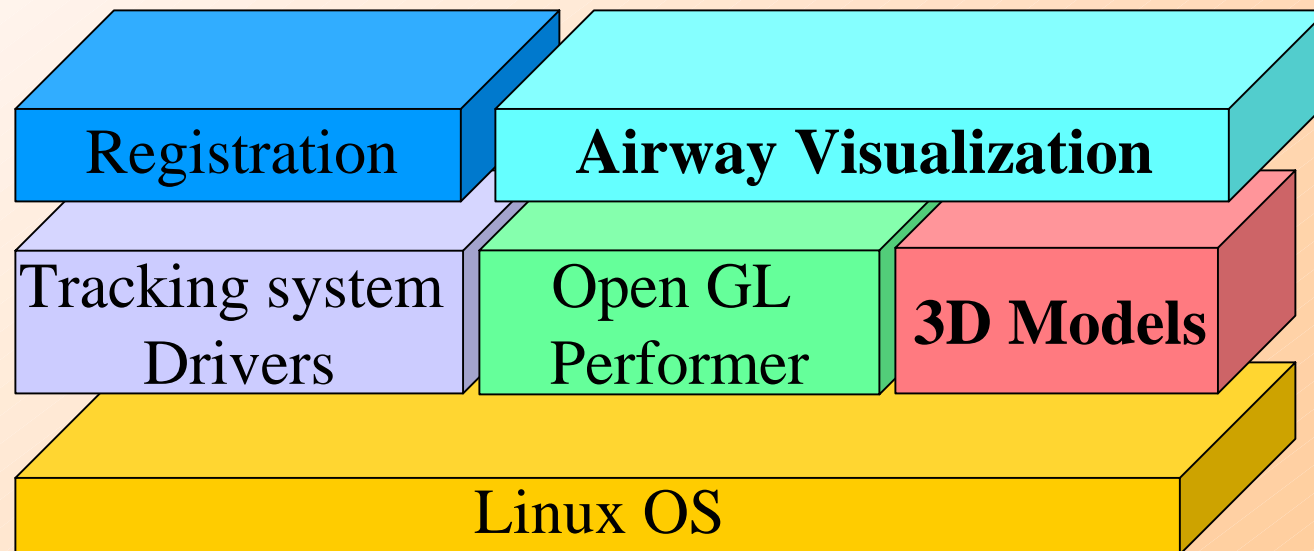 Registration
Airway Visualization
Tracking system
Drivers
Open GL
Performer
3D Models
Linux OS